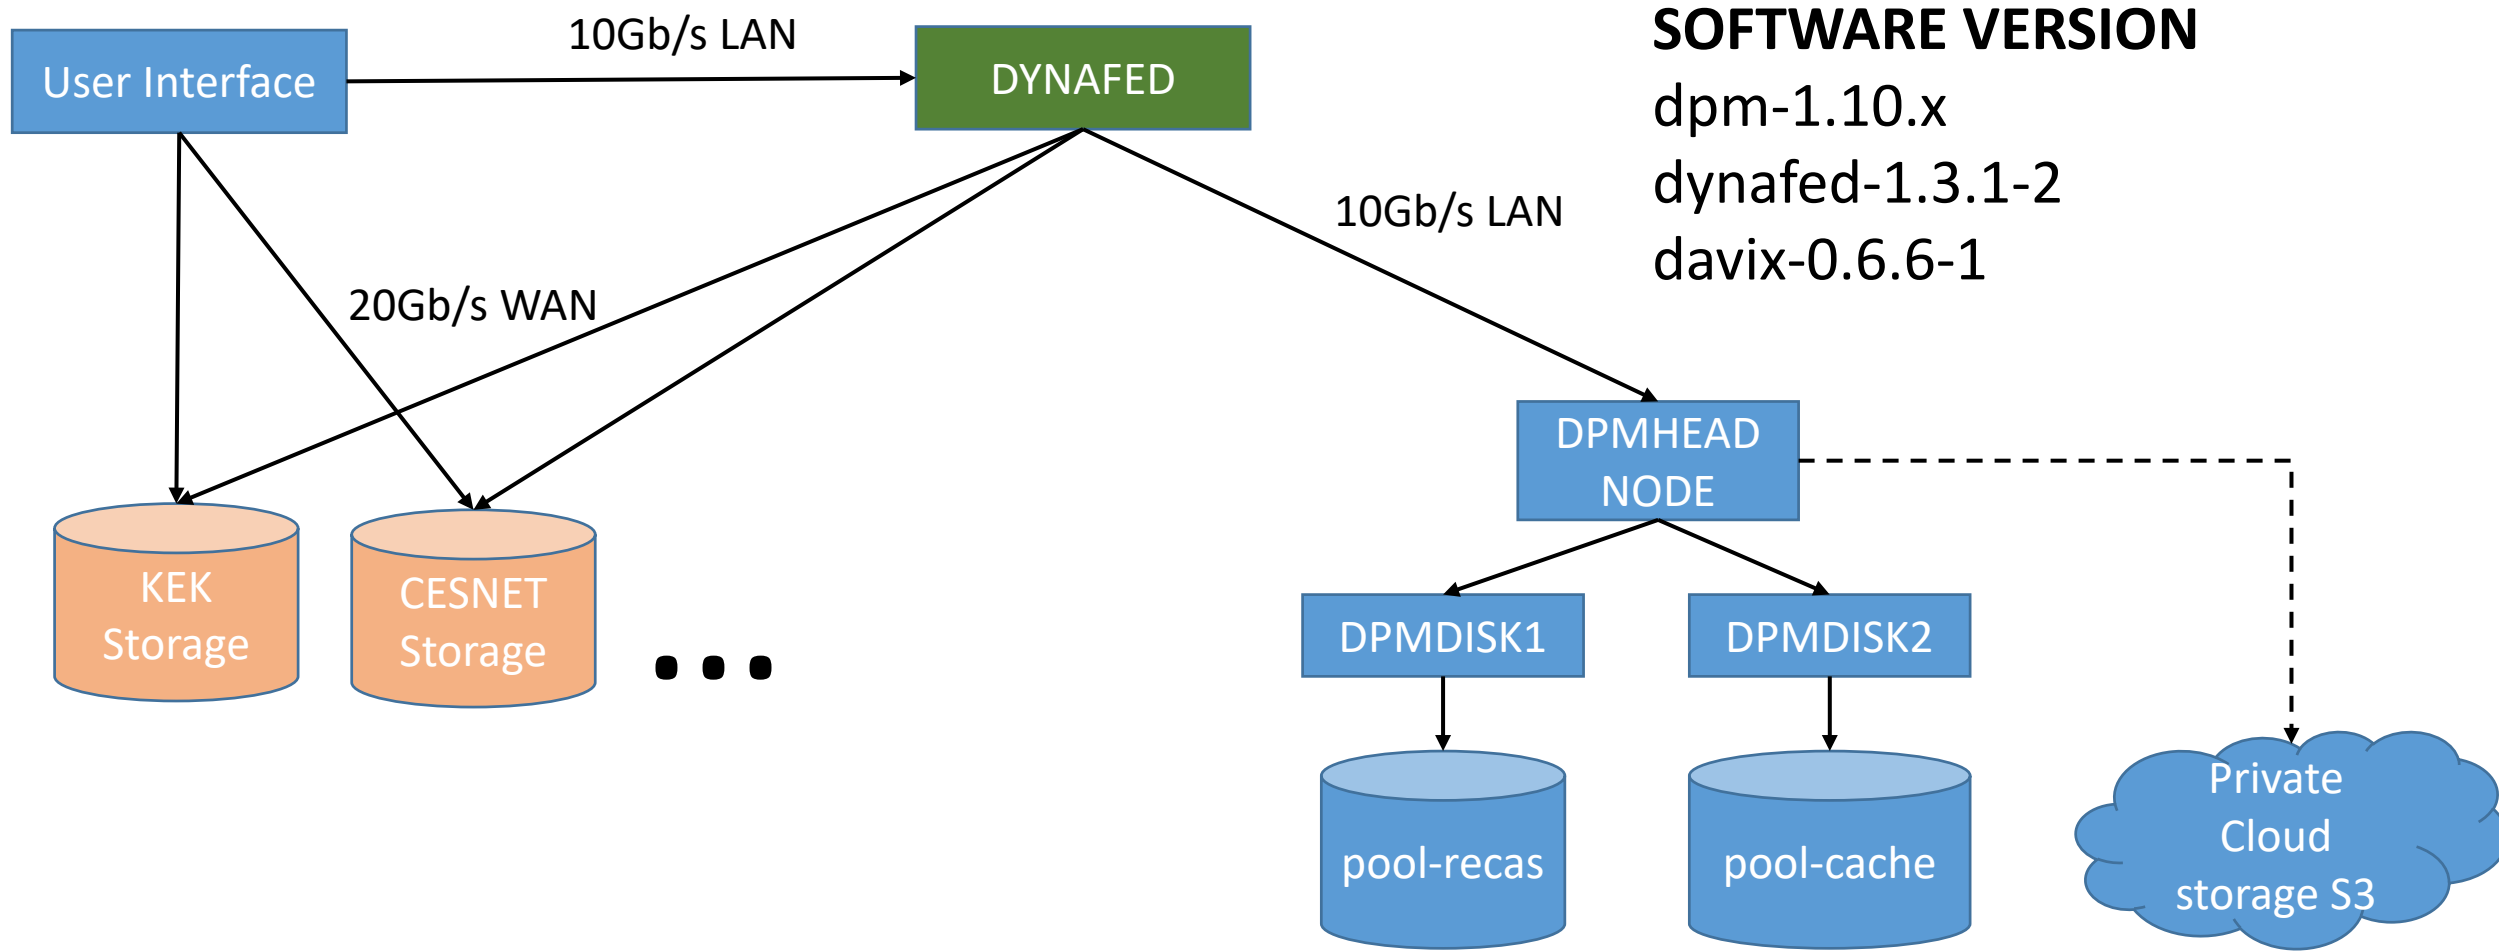 10Gb/s LAN
User Interface
DYNAFED
SOFTWARE VERSION
dpm-1.10.x
dynafed-1.3.1-2
davix-0.6.6-1
10Gb/s LAN
20Gb/s WAN
DPMHEAD
NODE
KEK
Storage
CESNET
Storage
...
DPMDISK1
DPMDISK2
pool-recas
pool-cache
Private
Cloud
storage S3